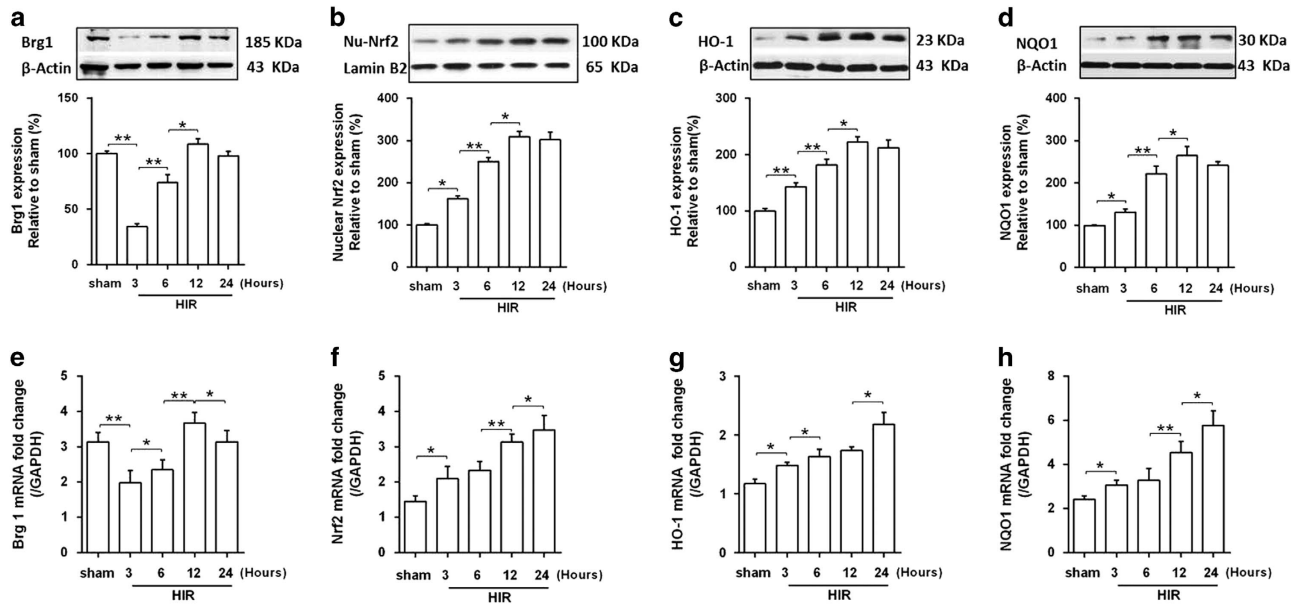 a
Brg1
185 KDa
β-Actin
43 KDa
Brg1 expression
Relative to sham (%)
150
100
50
0
**
**
*
sham 3 6 12 24 (Hours)
HIR
b
Nu-Nrf2
100 KDa
Lamin B2
65 KDa
Nuclear Nrf2 expression
Relative to sham (%)
400
300
200
100
0
*
**
*
sham 3 6 12 24 (Hours)
HIR
c
HO-1
23 KDa
β-Actin
43 KDa
HO-1 expression
Relative to sham(%)
300
200
100
0
**
**
*
sham 3 6 12 24 (Hours)
HIR
d
NQO1
30 KDa
β-Actin
43 KDa
NQO1 expression
Relative to sham (%)
400
300
200
100
0
*
**
*
sham 3 6 12 24 (Hours)
HIR
e
Brg 1 mRNA fold change
(/GAPDH)
5
4
3
2
1
0
**
*
**
*
sham 3 6 12 24 (Hours)
HIR
f
Nrf2 mRNA fold change
(/GAPDH)
5
4
3
2
1
0
*
**
*
sham 3 6 12 24 (Hours)
HIR
g
HO-1 mRNA fold change
(/GAPDH)
3
2
1
0
*
*
*
sham 3 6 12 24 (Hours)
HIR
h
NQO1 mRNA fold change
(/GAPDH)
8
6
4
2
0
*
**
*
sham 3 6 12 24 (Hours)
HIR